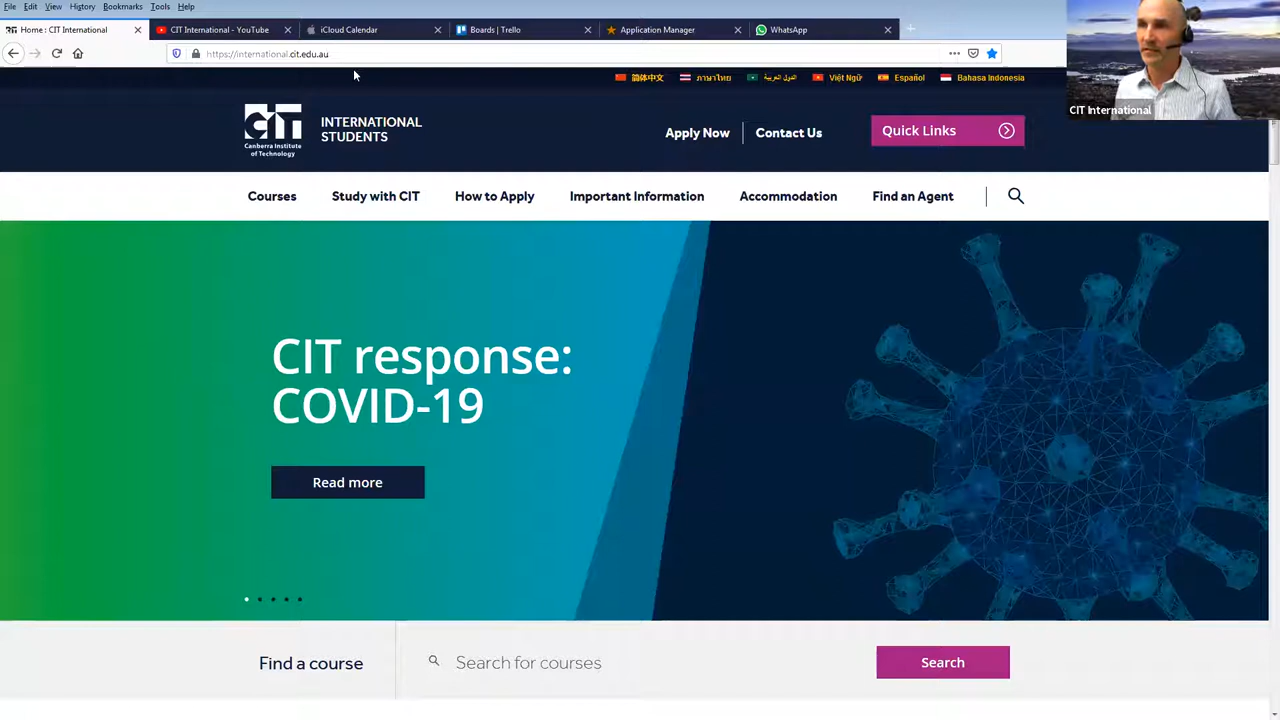 File Edit View History Bookmarks Tools Help
Home : CIT International
CIT International - YouTube
iCloud Calendar
Boards | Trello
Application Manager
WhatsApp
https://international.cit.edu.au
简体中文
ภาษาไทย
الدول العربية
Việt Ngữ
Español
Bahasa Indonesia
CIT International
CIT
Canberra Institute
of Technology
INTERNATIONAL
STUDENTS
Apply Now
Contact Us
Quick Links
Courses
Study with CIT
How to Apply
Important Information
Accommodation
Find an Agent
CIT response:
COVID-19
Read more
Find a course
Search for courses
Search